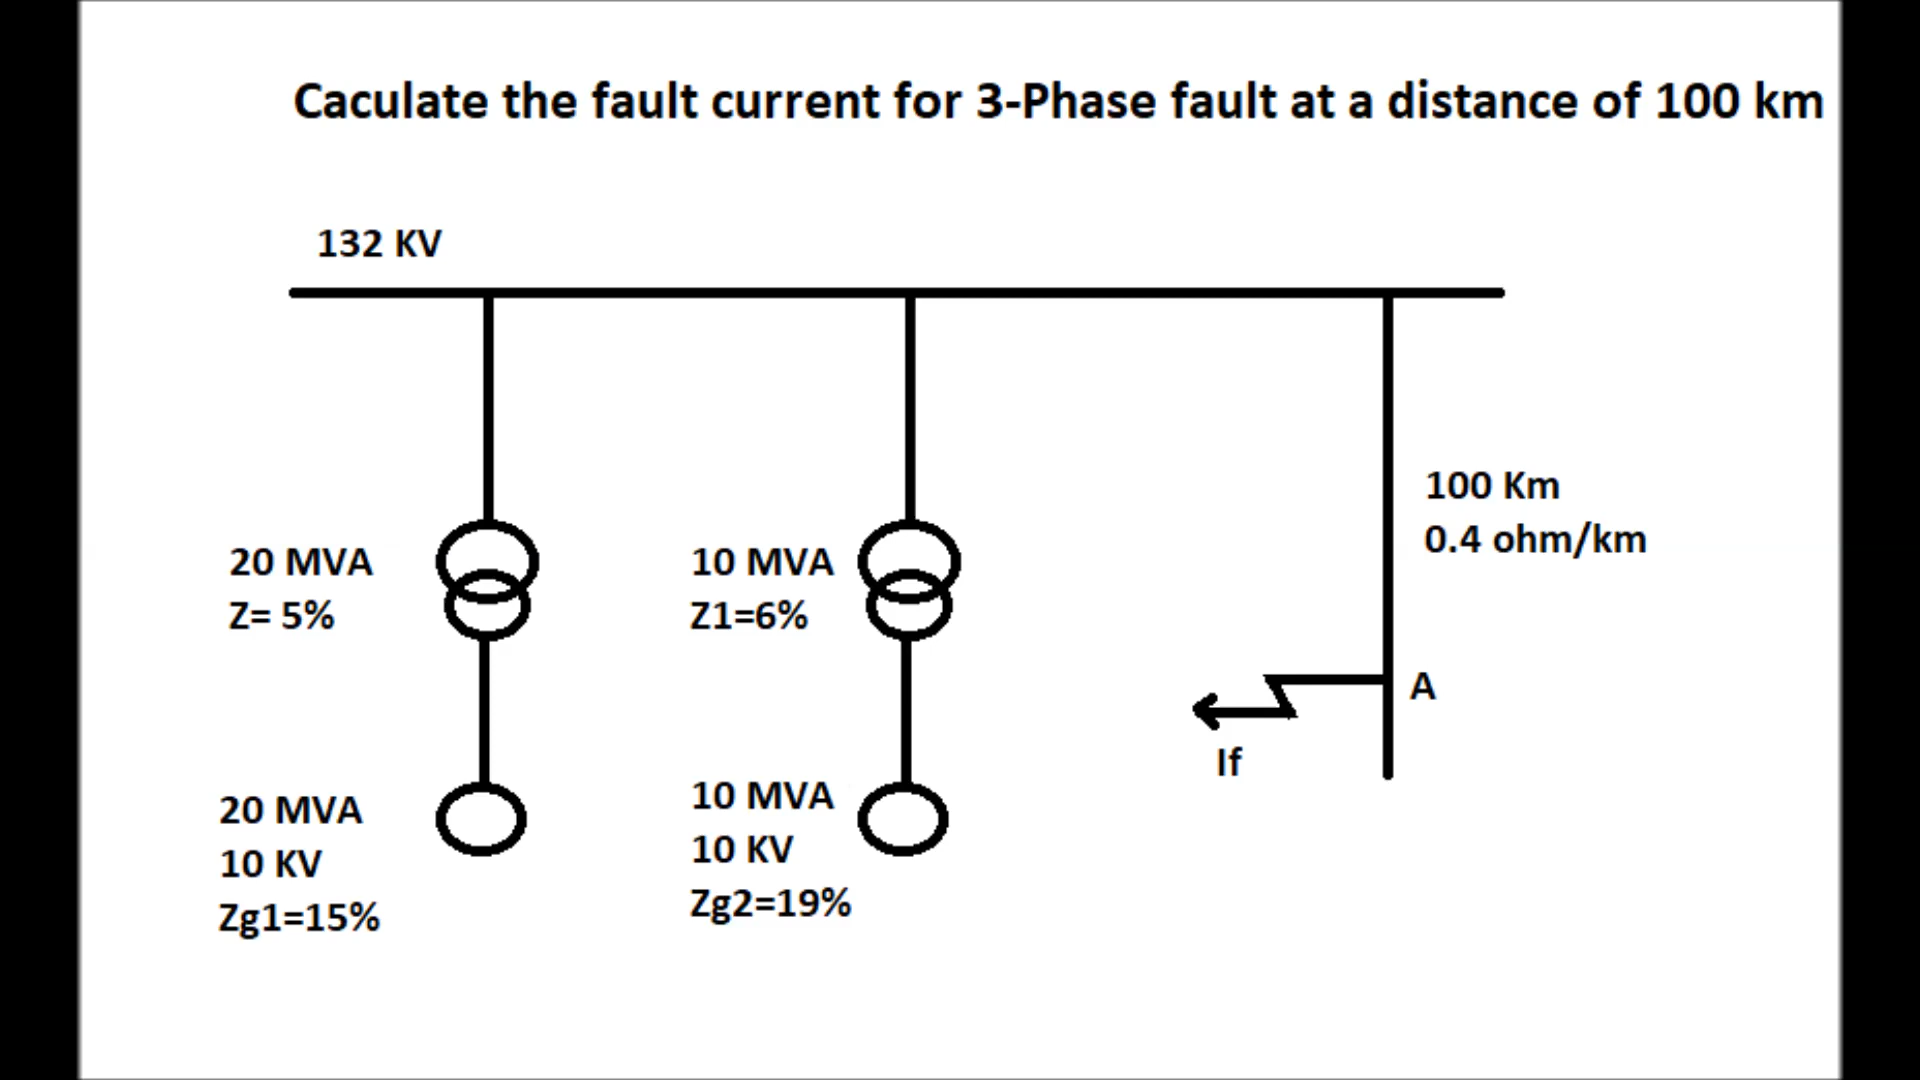 Caculate the fault current for 3-Phase fault at a distance of 100 km
132 KV
100 Km
0.4 ohm/km
20 MVA
Z= 5%
10 MVA
Z1=6%
A
If
20 MVA
10 KV
Zg1=15%
10 MVA
10 KV
Zg2=19%